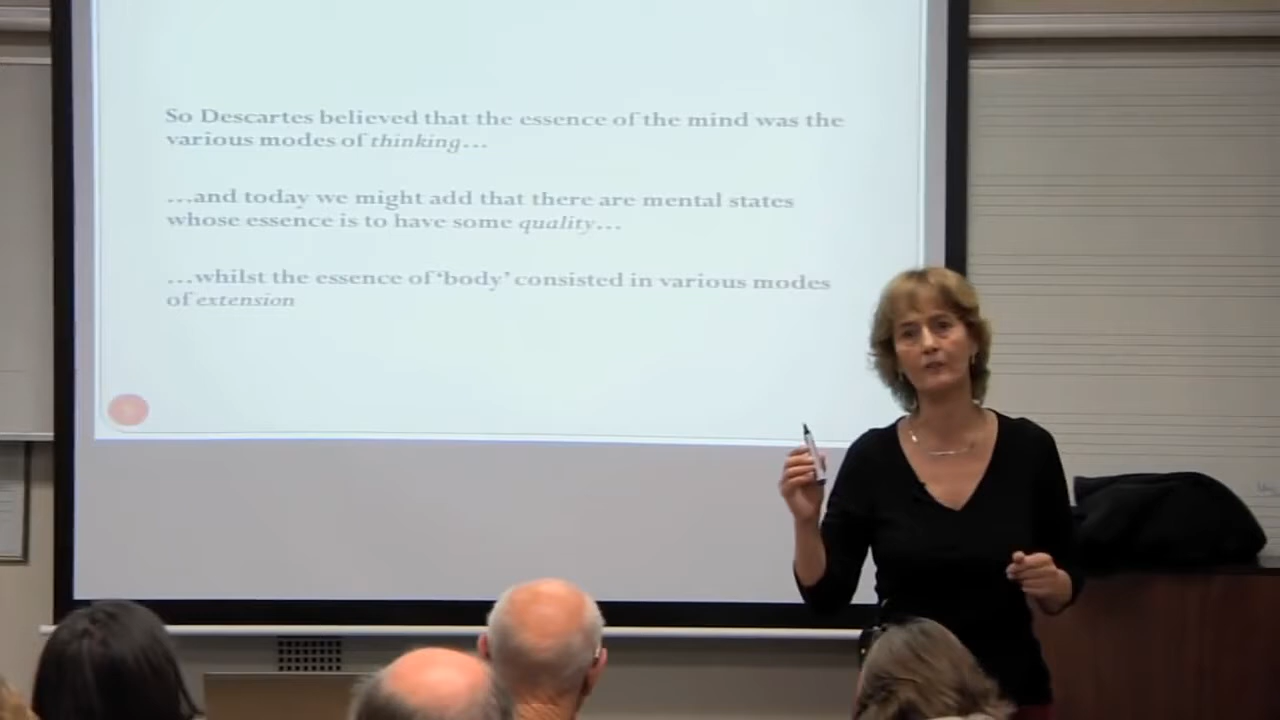 So Descartes believed that the essence of the mind was the
various modes of thinking…
…and today we might add that there are mental states
whose essence is to have some quality…
…whilst the essence of ‘body’ consisted in various modes
of extension